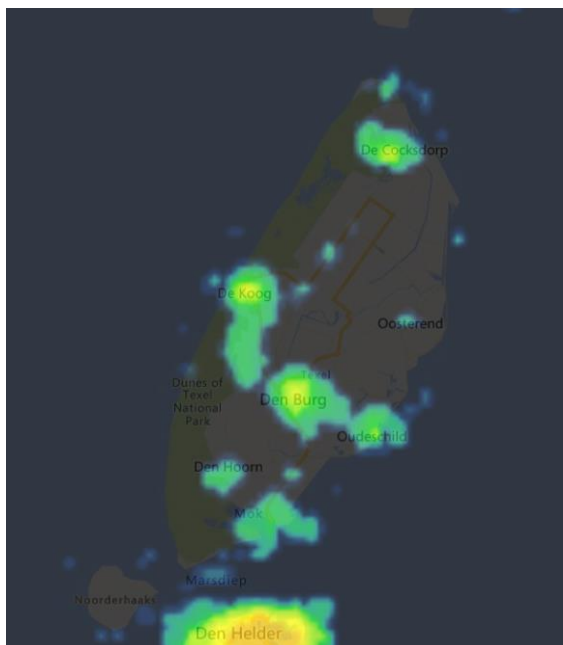 De Cocksdorp
De Koog
Oosterend
Texel
Dunes of
Texel
National
Park
Den Burg
Oudeschild
Den Hoorn
Mok
Marsdiep
Noorderhaaks
Den Helder